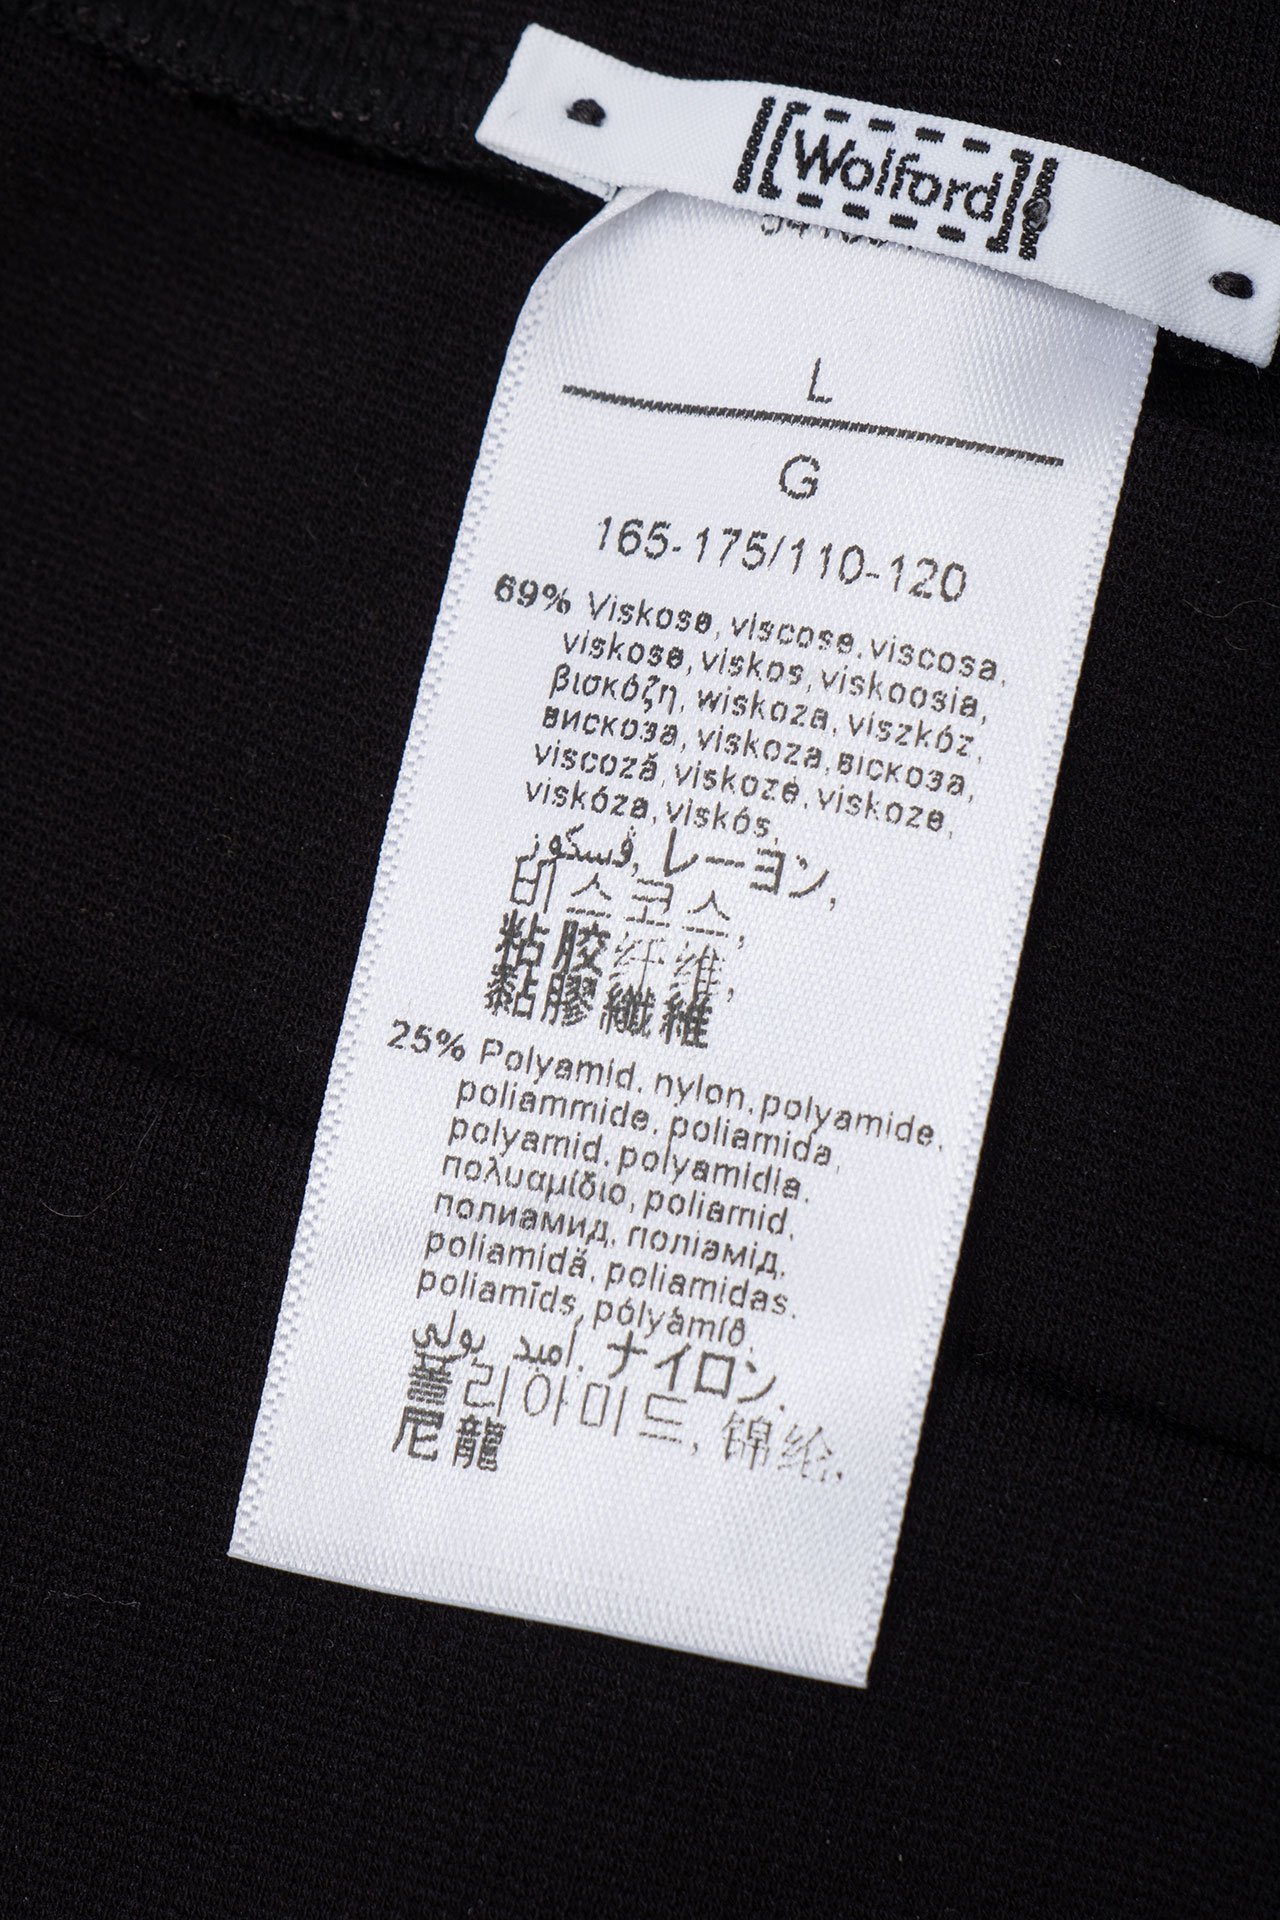 Wolford
L
G
165-175/110-120
69% Viskose, viscose, viscosa,
viskose, viskos, viskoosia,
βισκόζη, wiskoza, viszkóz,
вискоза, viskoza, віскоза,
viscoză, viskozė, viskoze,
viskóza, viskós,
فسكوز, レーヨン,
비스코스,
粘胶纤维,
黏膠纖維
25% Polyamid, nylon, polyamide,
poliammide, poliamida,
polyamid, polyamidia,
πολυαμίδιο, poliamid,
полиамид, поліамід,
poliamidă, poliamidas,
poliamīds, pólýamíð,
بولي أميد, ナイロン,
폴리아미드, 锦纶,
尼龍